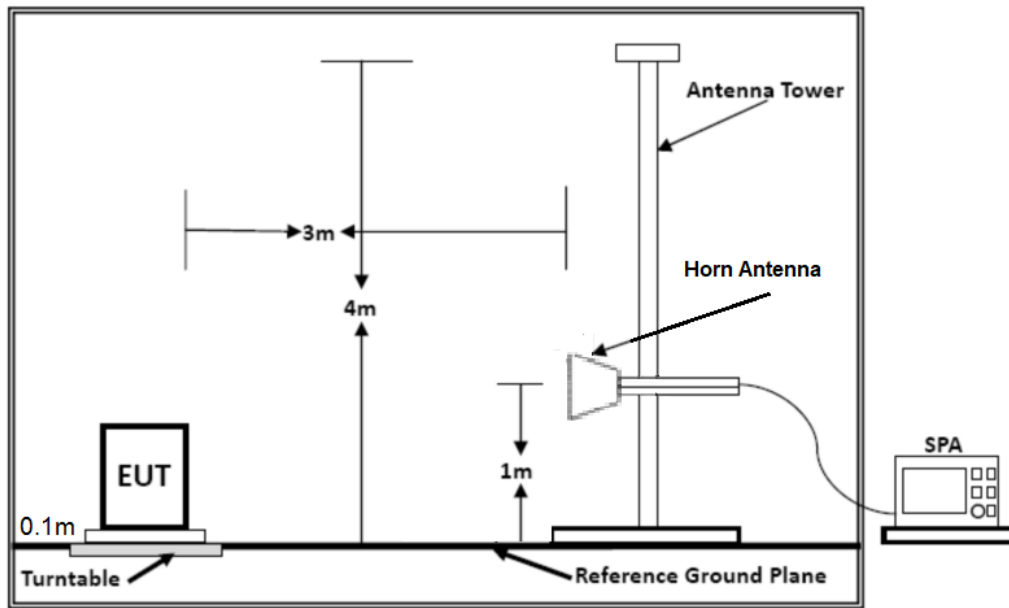 Antenna Tower
3m
Horn Antenna
4m
SPA
EUT
1m
0.1m
Turntable
Reference Ground Plane